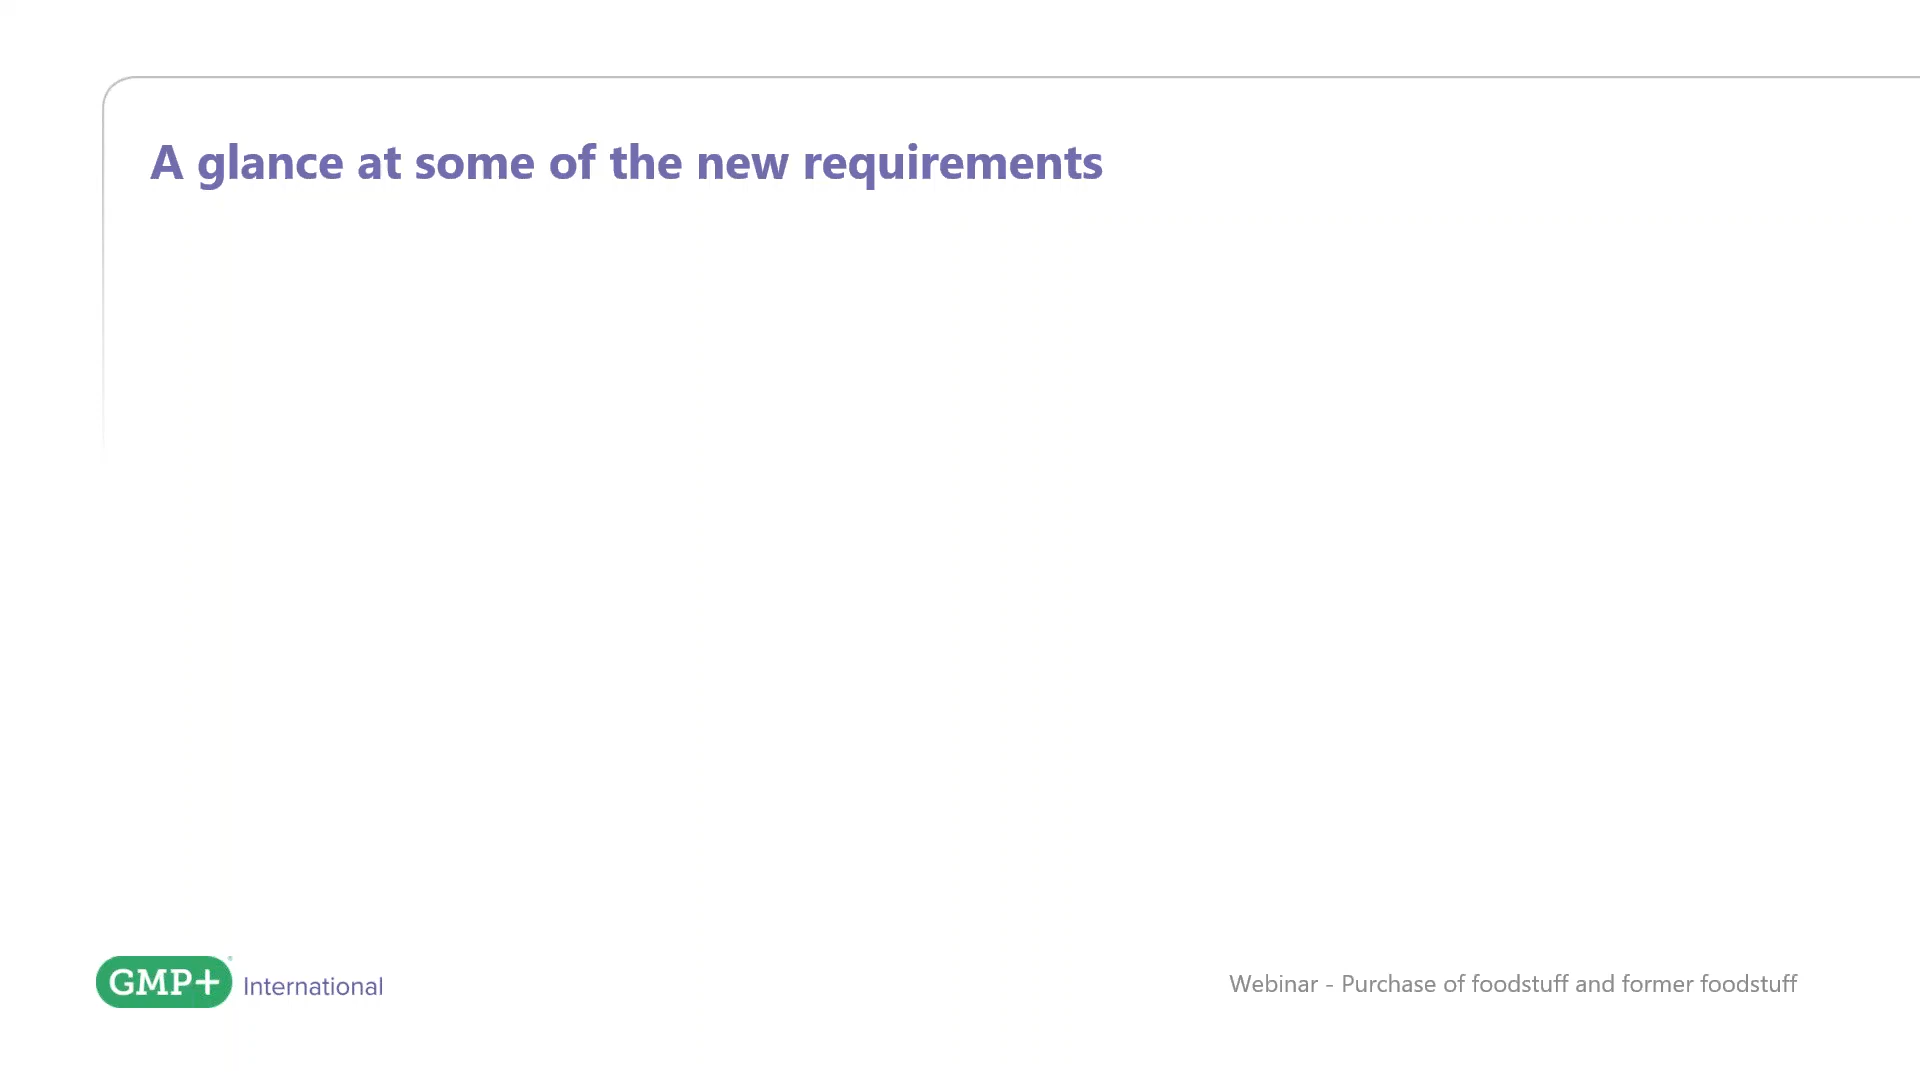 A glance at some of the new requirements
GMP+ International
Webinar - Purchase of foodstuff and former foodstuff